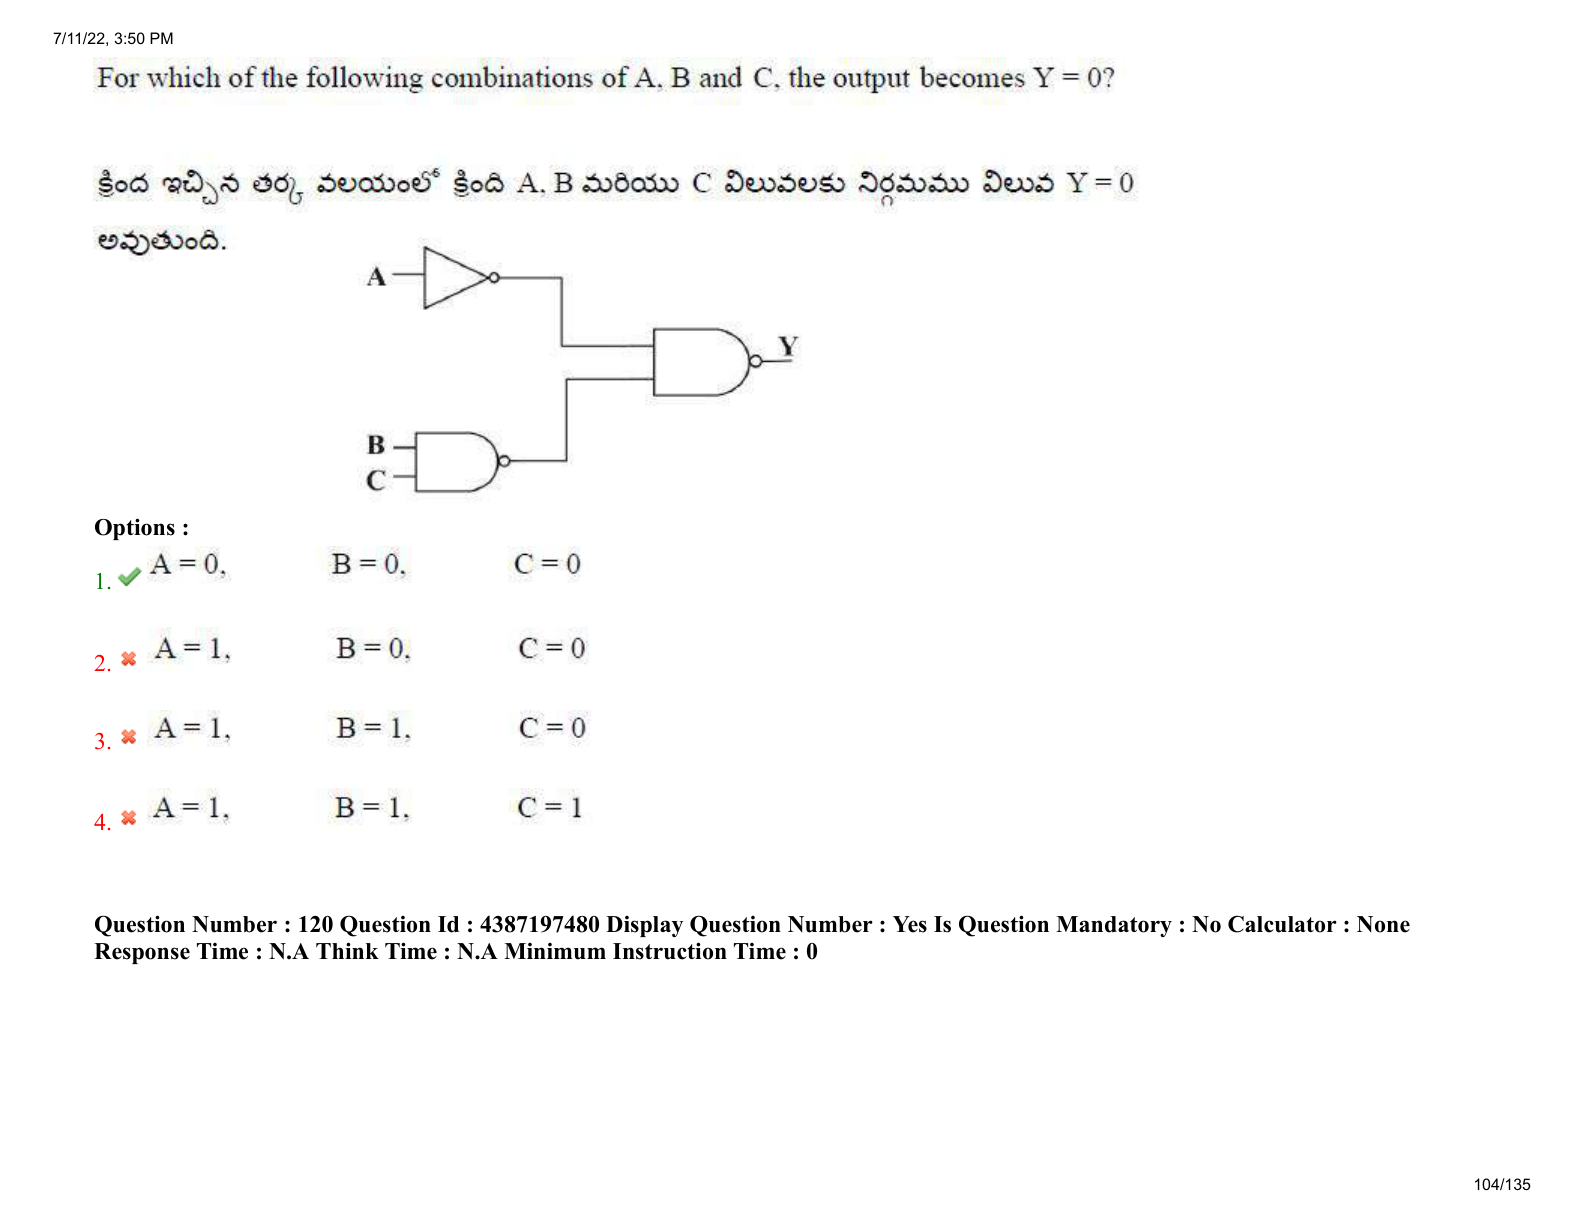 7/11/22, 3:50 PM
For which of the following combinations of A, B and C, the output becomes Y = 0?
క్రింద ఇచ్చిన తర్క వలయంలో క్రింది A, B మరియు C విలువలకు నిర్గమము విలువ Y = 0
అవుతుంది.
A
Y
B
C
Options :
1. A = 0, B = 0, C = 0
2. A = 1, B = 0, C = 0
3. A = 1, B = 1, C = 0
4. A = 1, B = 1, C = 1
Question Number : 120 Question Id : 4387197480 Display Question Number : Yes Is Question Mandatory : No Calculator : None
Response Time : N.A Think Time : N.A Minimum Instruction Time : 0
104/135